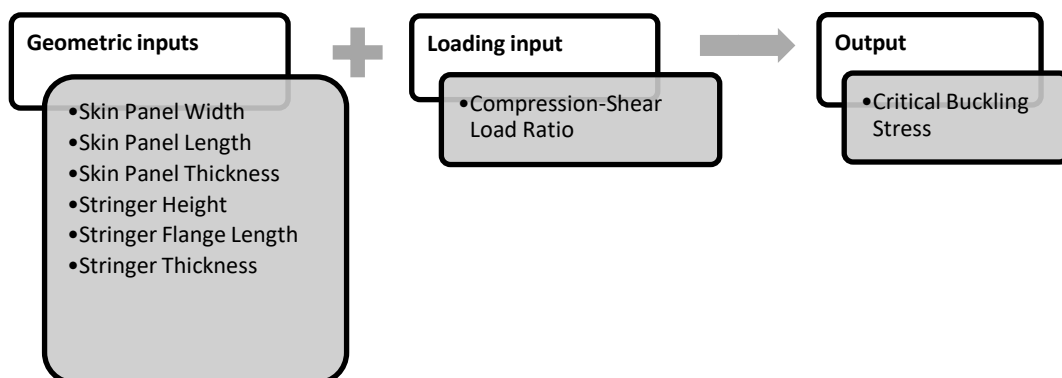 Geometric inputs
•Skin Panel Width
•Skin Panel Length
•Skin Panel Thickness
•Stringer Height
•Stringer Flange Length
•Stringer Thickness
Loading input
•Compression-Shear
Load Ratio
Output
•Critical Buckling
Stress